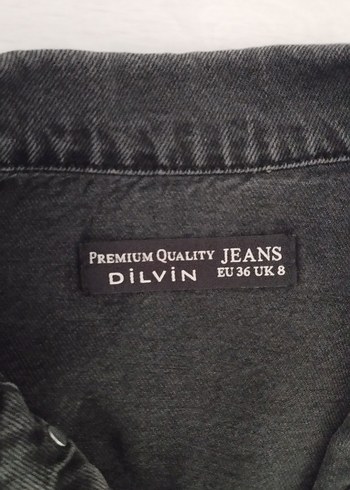 PREMIUM QUALITY JEANS
DİLVİN EU 36 UK 8